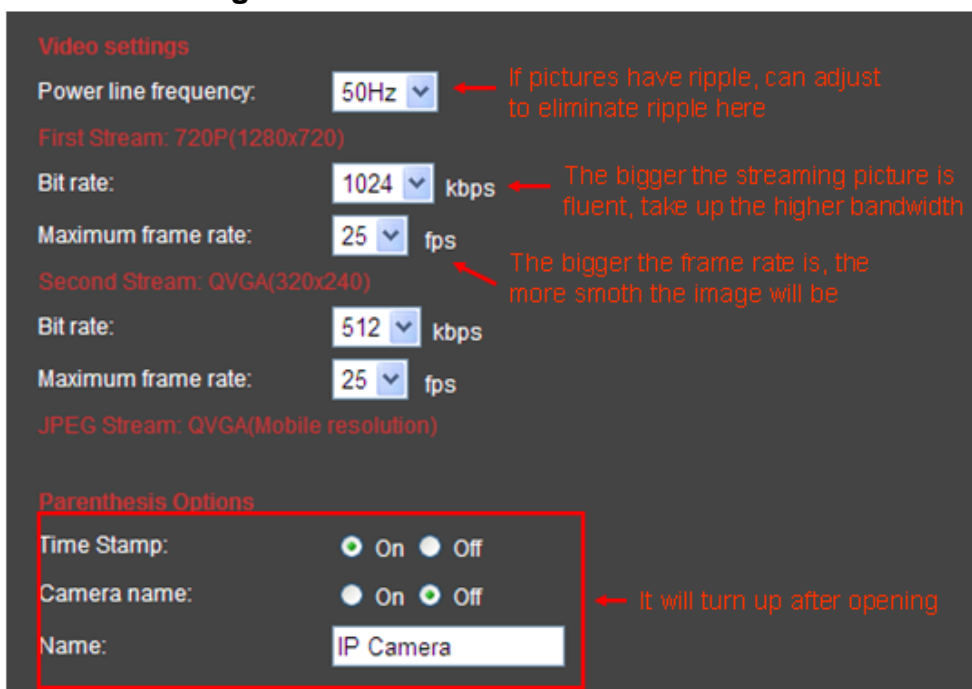 Video settings
Power line frequency: 50Hz If pictures have ripple, can adjust
to eliminate ripple here
First Stream: 720P(1280x720)
Bit rate: 1024 kbps The bigger the streaming picture is
fluent, take up the higher bandwidth
Maximum frame rate: 25 fps
The bigger the frame rate is, the
more smoth the image will be
Second Stream: QVGA(320x240)
Bit rate: 512 kbps
Maximum frame rate: 25 fps
JPEG Stream: QVGA(Mobile resolution)
Parenthesis Options
Time Stamp: On Off
Camera name: On Off
It will turn up after opening
Name: IP Camera